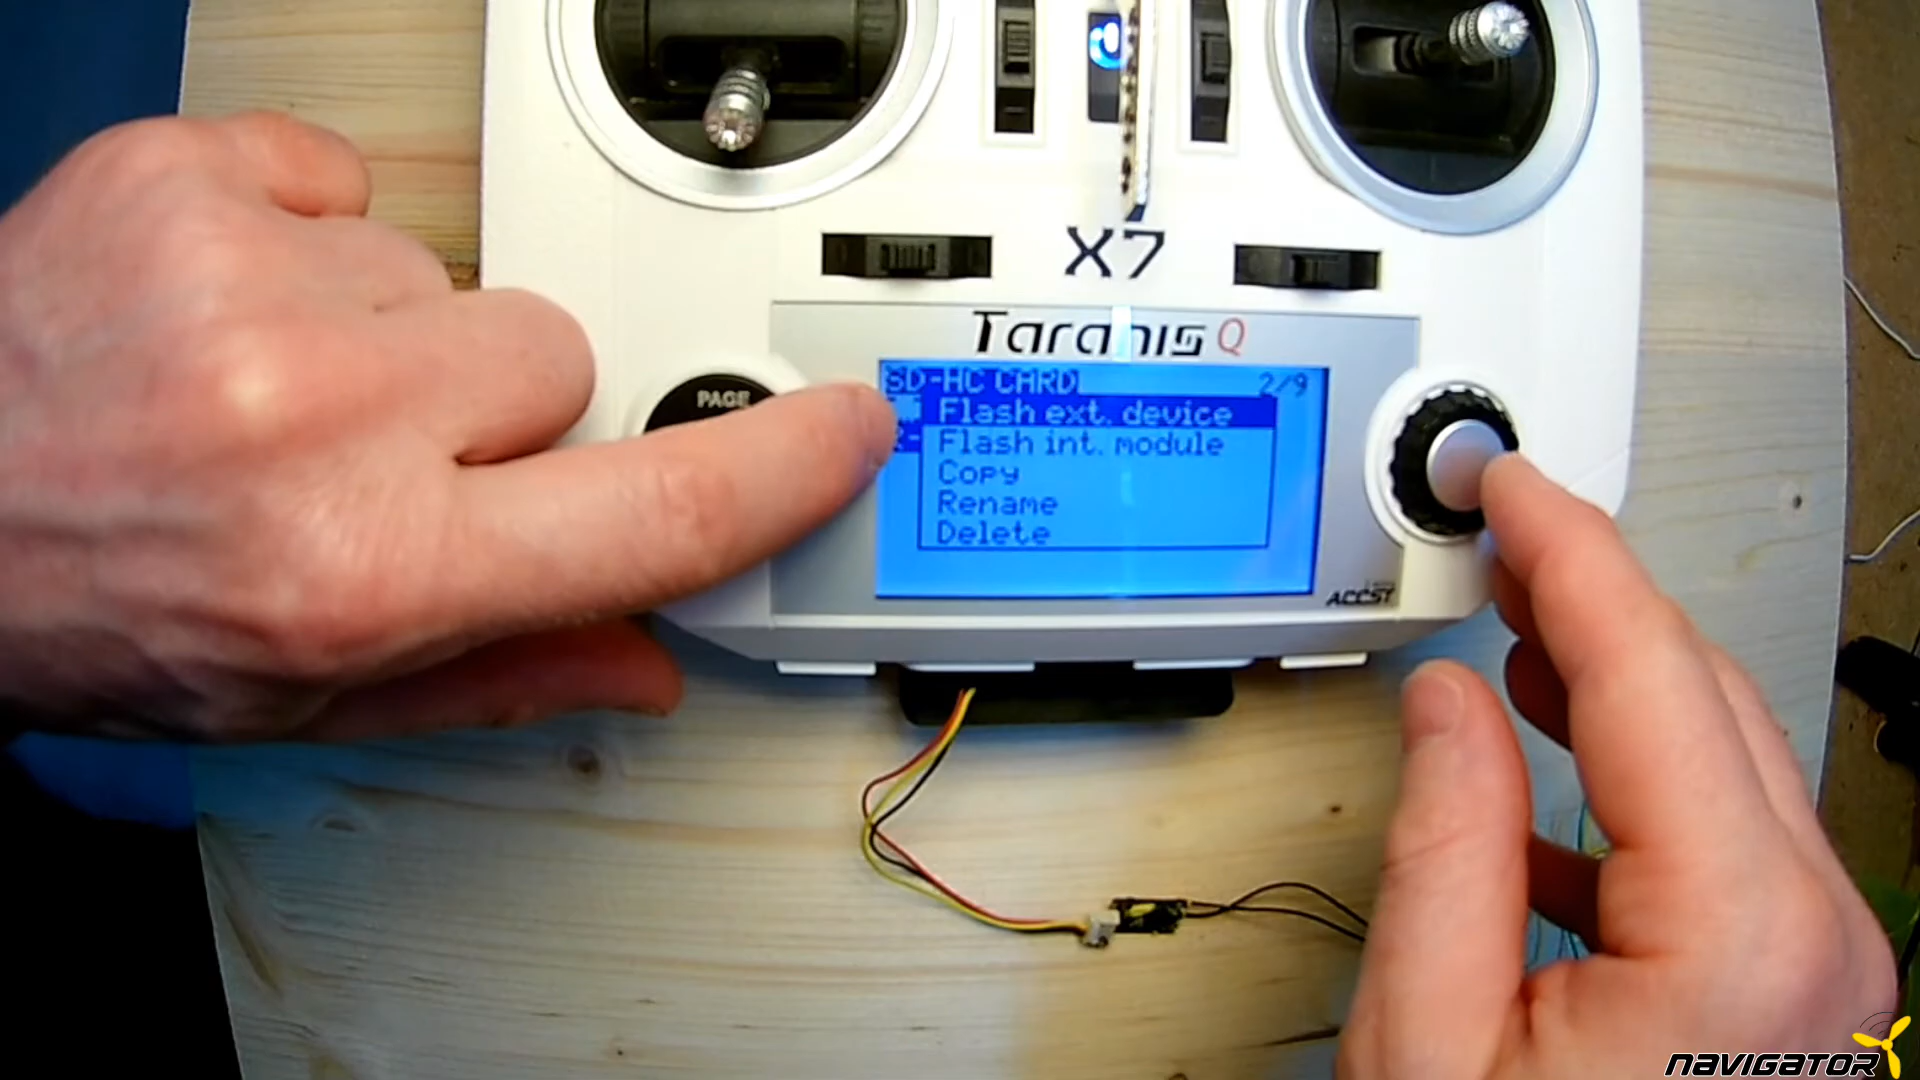 X7
Taranis Q
PAGE
SD-HC CARD 2/9
Flash ext. device
Flash int. module
Copy
Rename
Delete
ACCST
NAVIGATOR